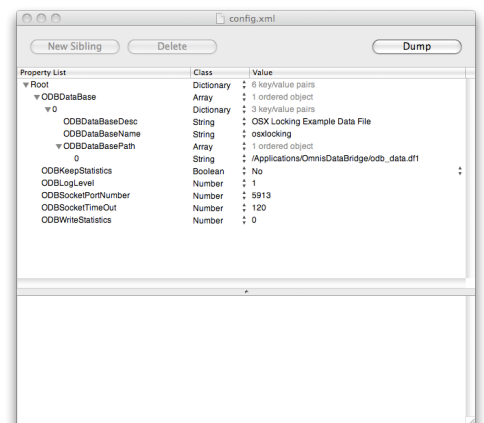 config.xml
New Sibling Delete Dump
Property List Class Value
Root Dictionary 6 key/value pairs
ODBDataBase Array 1 ordered object
0 Dictionary 3 key/value pairs
ODBDataBaseDesc String OSX Locking Example Data File
ODBDataBaseName String osxlocking
ODBDataBasePath Array 1 ordered object
0 String /Applications/OmnisDataBridge/odb_data.df1
ODBKeepStatistics Boolean No
ODBLogLevel Number 1
ODBSocketPortNumber Number 5913
ODBSocketTimeOut Number 120
ODBWriteStatistics Number 0